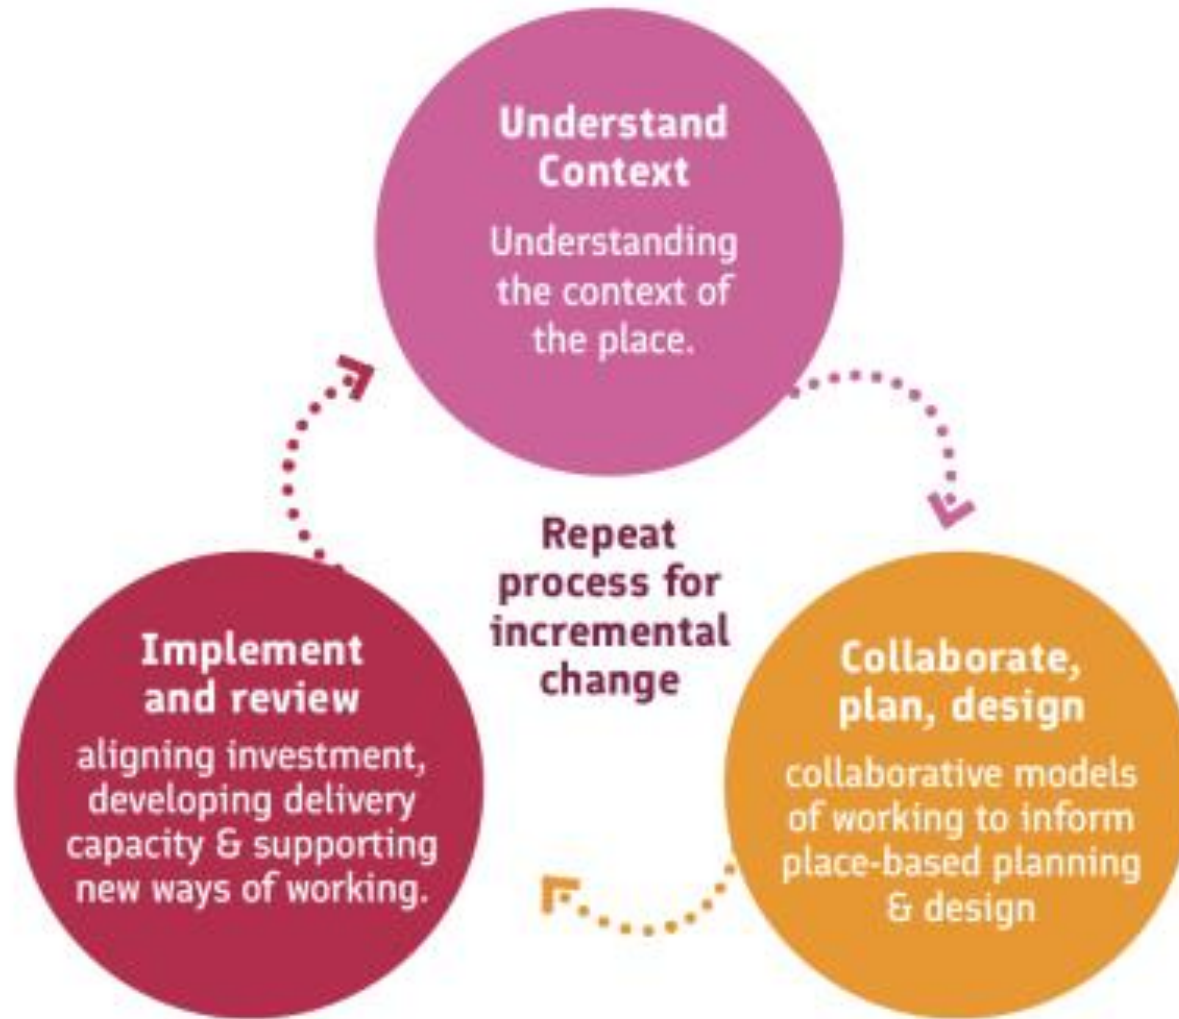 Understand
Context
Understanding
the context of
the place.
Repeat
process for
incremental
change
Collaborate,
plan, design
collaborative models
of working to inform
place-based planning
& design
Implement
and review
aligning investment,
developing delivery
capacity & supporting
new ways of working.